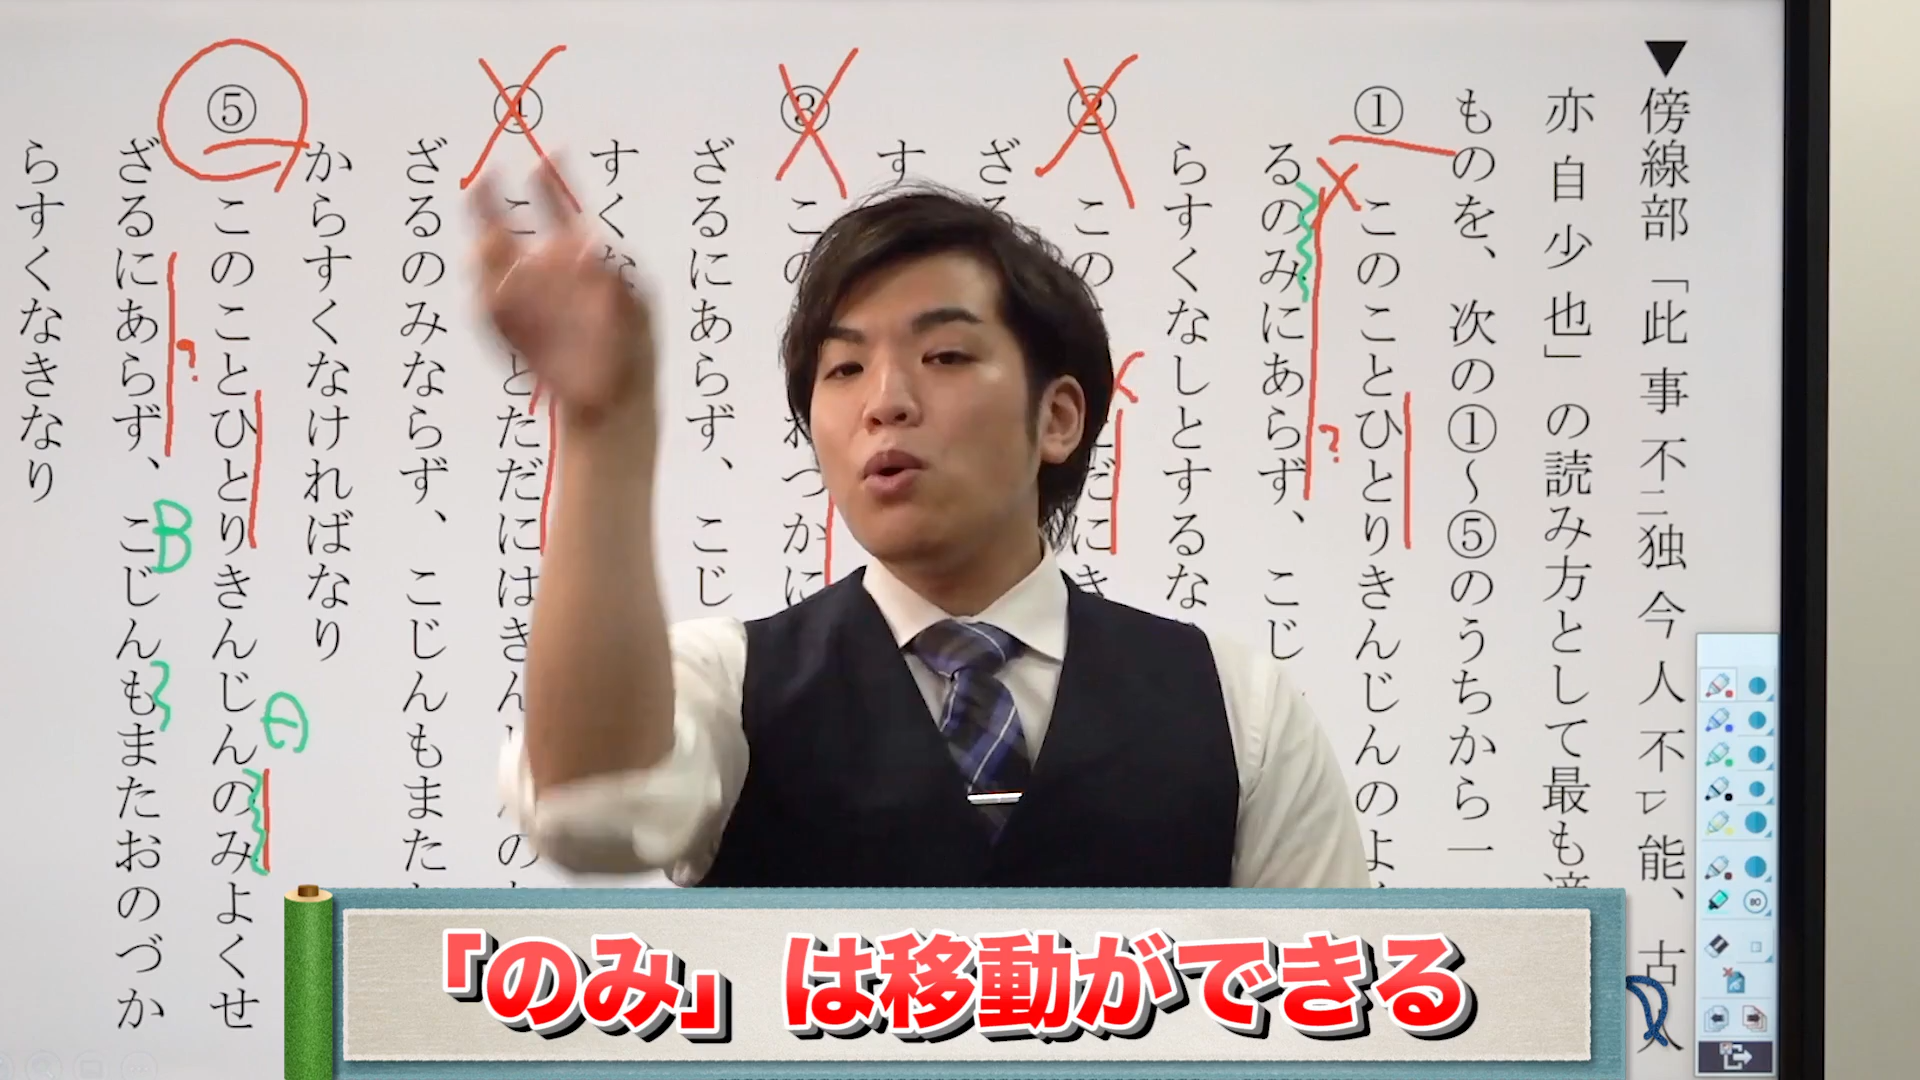 ▼傍線部「此事不二独今人不レ能、古人
亦自少也」の読み方として最も適
ものを、次の①～⑤のうちから一
① このことひとりきんじんのよ
るのみにあらず、こじ
らすくなしとするな
② この
ざる
す
③ この
ざるにあらず、こじ
すくな
④ こ とただにはきん
ざるのみならず、こじんもまた
からすくなければなり
⑤ このことひとりきんじんのみよくせ
ざるにあらず、こじんもまたおのづか
らすくなきなり
×
?
×
?
A
B
80
「のみ」は移動ができる